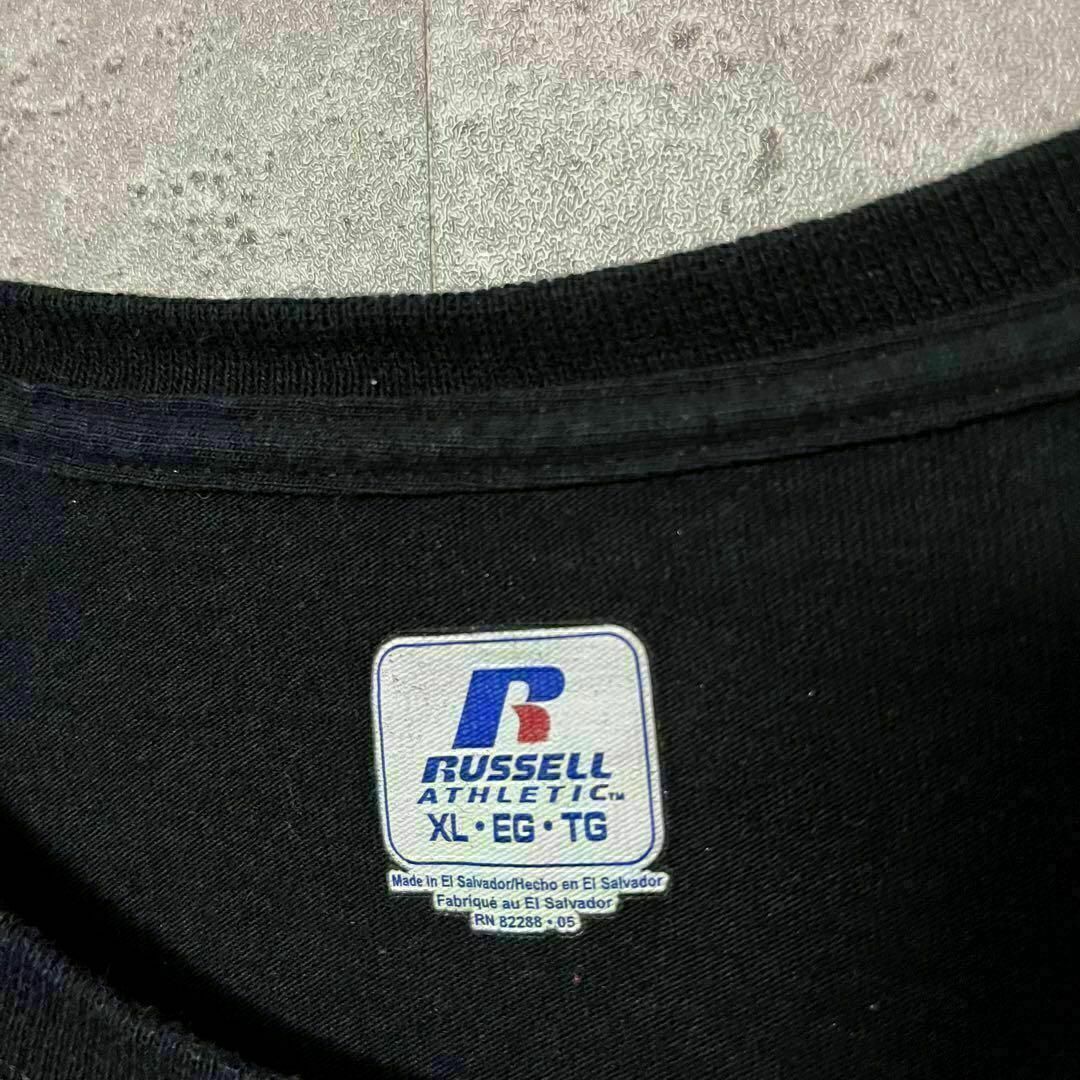 R
RUSSELL
ATHLETIC™
XL • EG • TG
Made in El Salvador/Hecho en El Salvador
Fabriqué au El Salvador
RN 82288 • 05